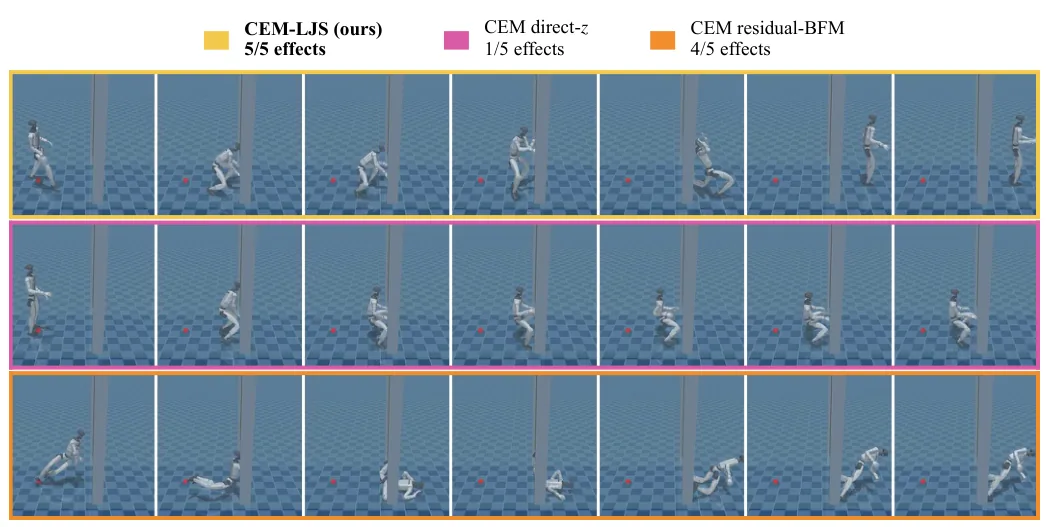 CEM-LJS (ours)
5/5 effects
CEM direct-z
1/5 effects
CEM residual-BFM
4/5 effects